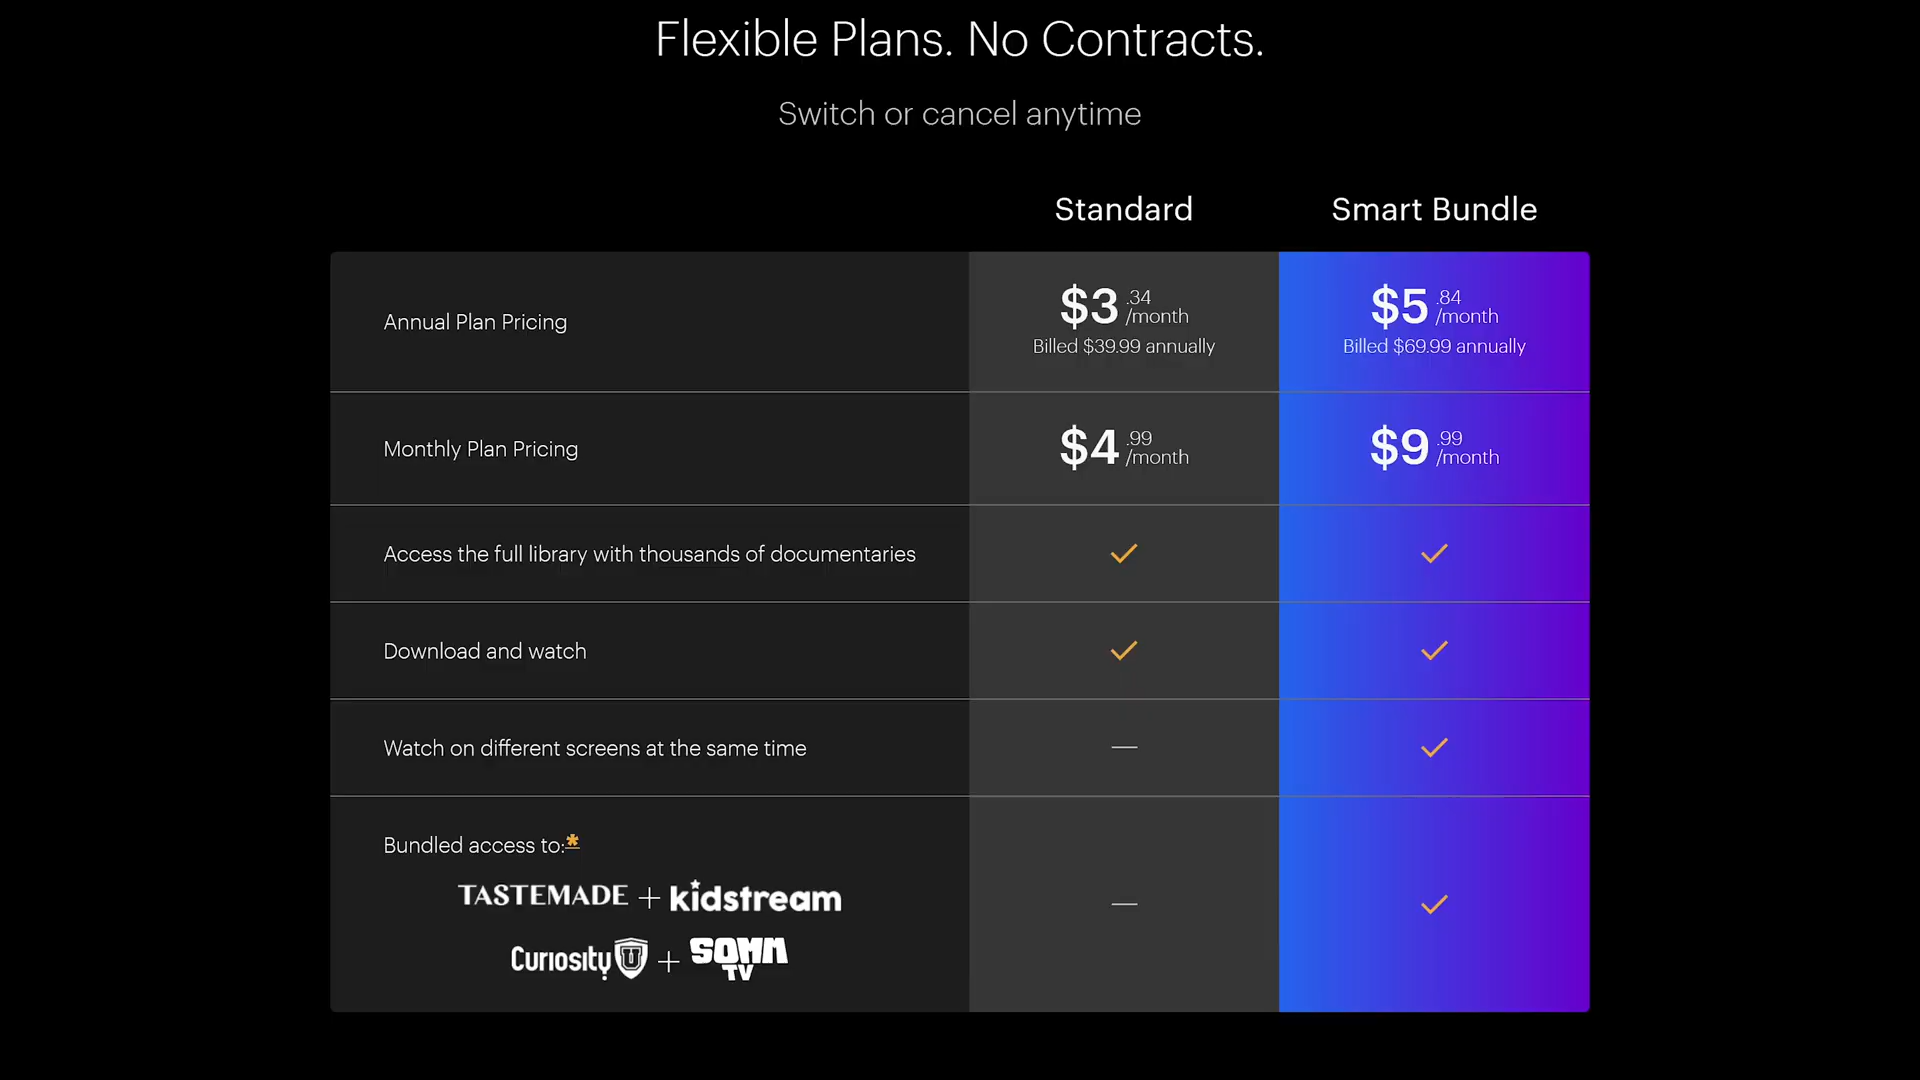 Flexible Plans. No Contracts.
Switch or cancel anytime
Standard
Smart Bundle
Annual Plan Pricing
$3.34/month
Billed $39.99 annually
$5.84/month
Billed $69.99 annually
Monthly Plan Pricing
$4.99/month
$9.99/month
Access the full library with thousands of documentaries
Download and watch
Watch on different screens at the same time
Bundled access to:*
TASTEMADE + kidstream
Curiosity U + SOMM
TV